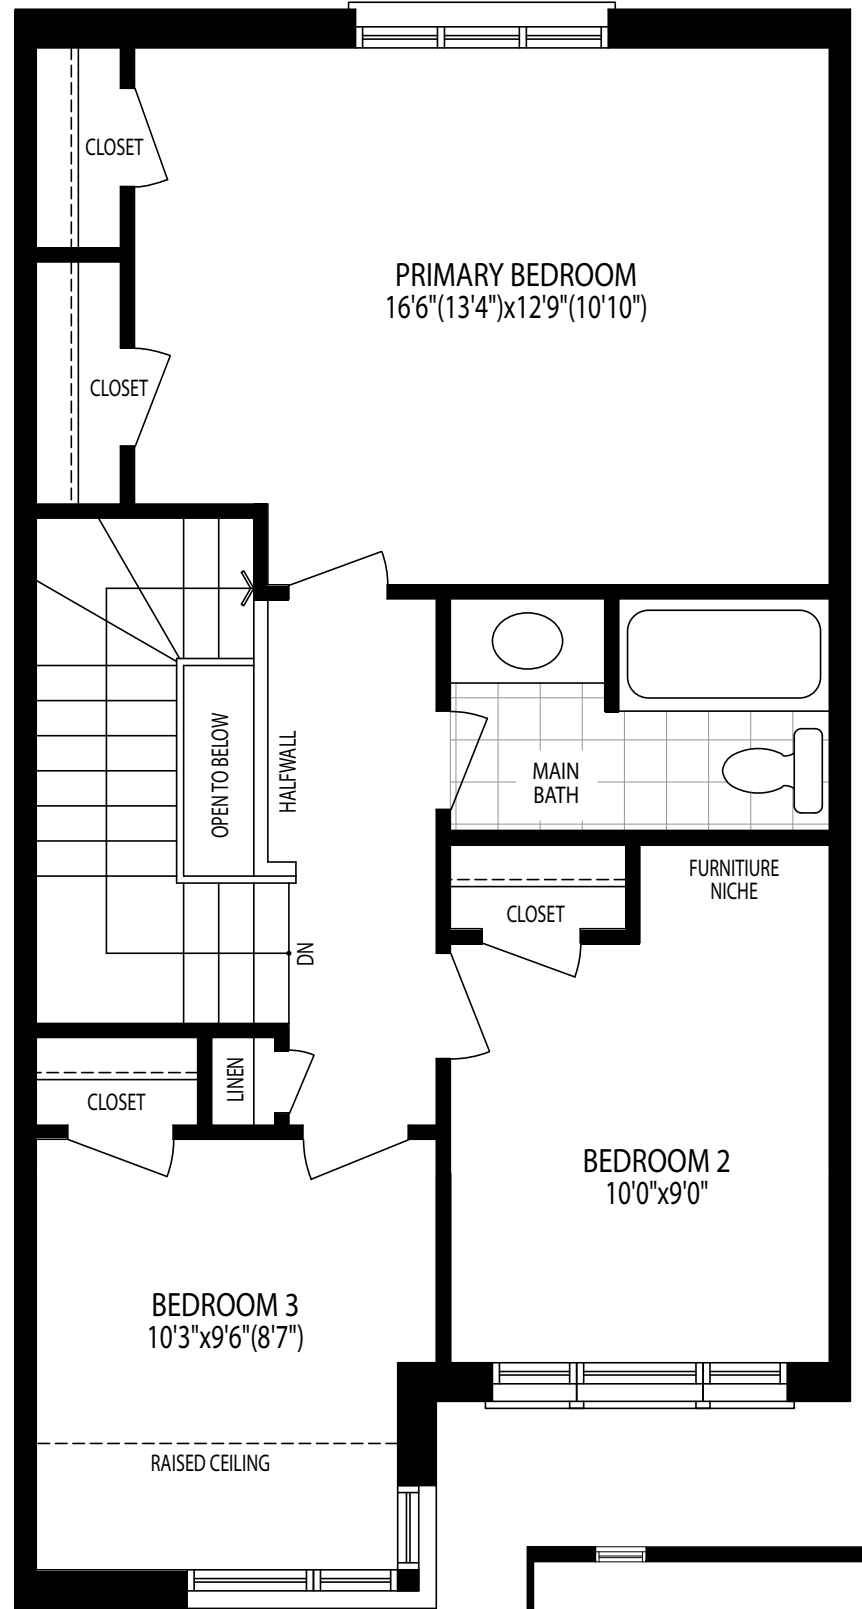 CLOSET
PRIMARY BEDROOM
16'6"(13'4")x12'9"(10'10")
CLOSET
OPEN TO BELOW
HALFWALL
MAIN
BATH
FURNITIURE
NICHE
CLOSET
DN
LINEN
CLOSET
BEDROOM 2
10'0"x9'0"
BEDROOM 3
10'3"x9'6"(8'7")
RAISED CEILING